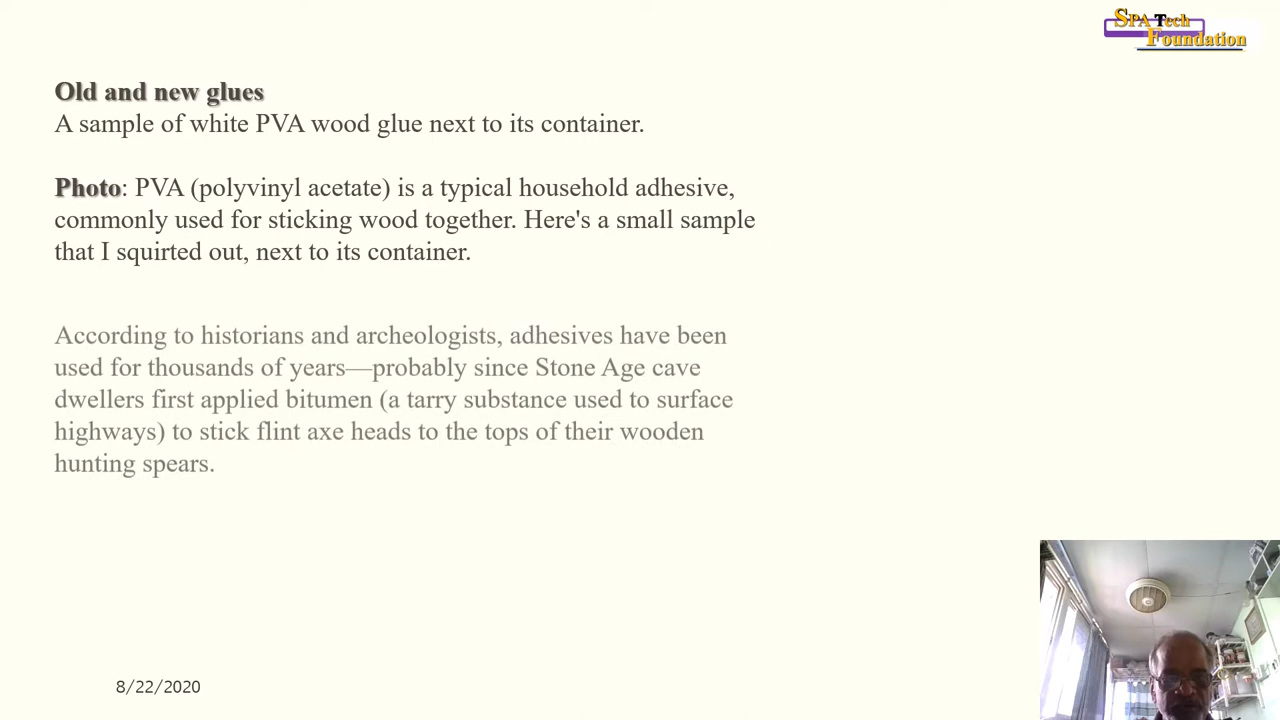 SPA Tech
Foundation
Old and new glues
A sample of white PVA wood glue next to its container.
Photo: PVA (polyvinyl acetate) is a typical household adhesive,
commonly used for sticking wood together. Here's a small sample
that I squirted out, next to its container.
According to historians and archeologists, adhesives have been
used for thousands of years—probably since Stone Age cave
dwellers first applied bitumen (a tarry substance used to surface
highways) to stick flint axe heads to the tops of their wooden
hunting spears.
8/22/2020